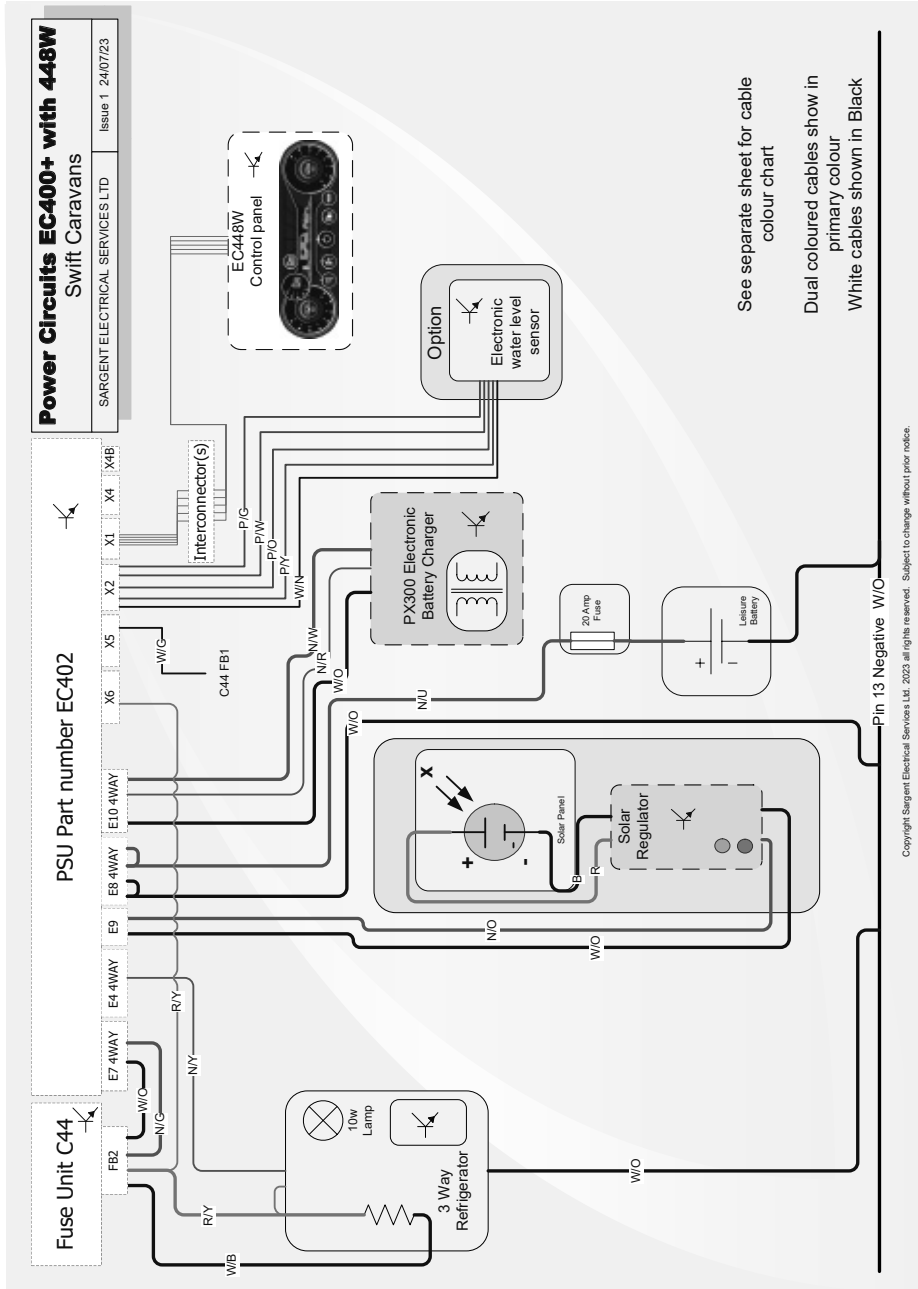 Power Circuits EC400+ with 448W
Swift Caravans
SARGENT ELECTRICAL SERVICES LTD
Issue 1 24/07/23
Fuse Unit C44
PSU Part number EC402
FB2
E7 4WAY
E4 4WAY
E9
E8 4WAY
E10 4WAY
X6
X5
X2
X1
X4
X4B
W/O
N/G
R/Y
N/Y
R/Y
W/B
W/G
C44 FB1
Interconnector(s)
P/G
P/W
P/O
P/Y
W/N
N/W
N/R
W/O
N/U
W/O
N/O
W/O
EC448W
Control panel
Option
Electronic
water level
sensor
PX300 Electronic
Battery Charger
20 Amp
Fuse
+
–
Leisure
Battery
X
+
-
-
Solar Panel
B
R
Solar
Regulator
10w
Lamp
3 Way
Refrigerator
W/O
Pin 13 Negative W/O
See separate sheet for cable
colour chart
Dual coloured cables show in
primary colour
White cables shown in Black
Copyright Sargent Electrical Services Ltd. 2023 all rights reserved. Subject to change without prior notice.